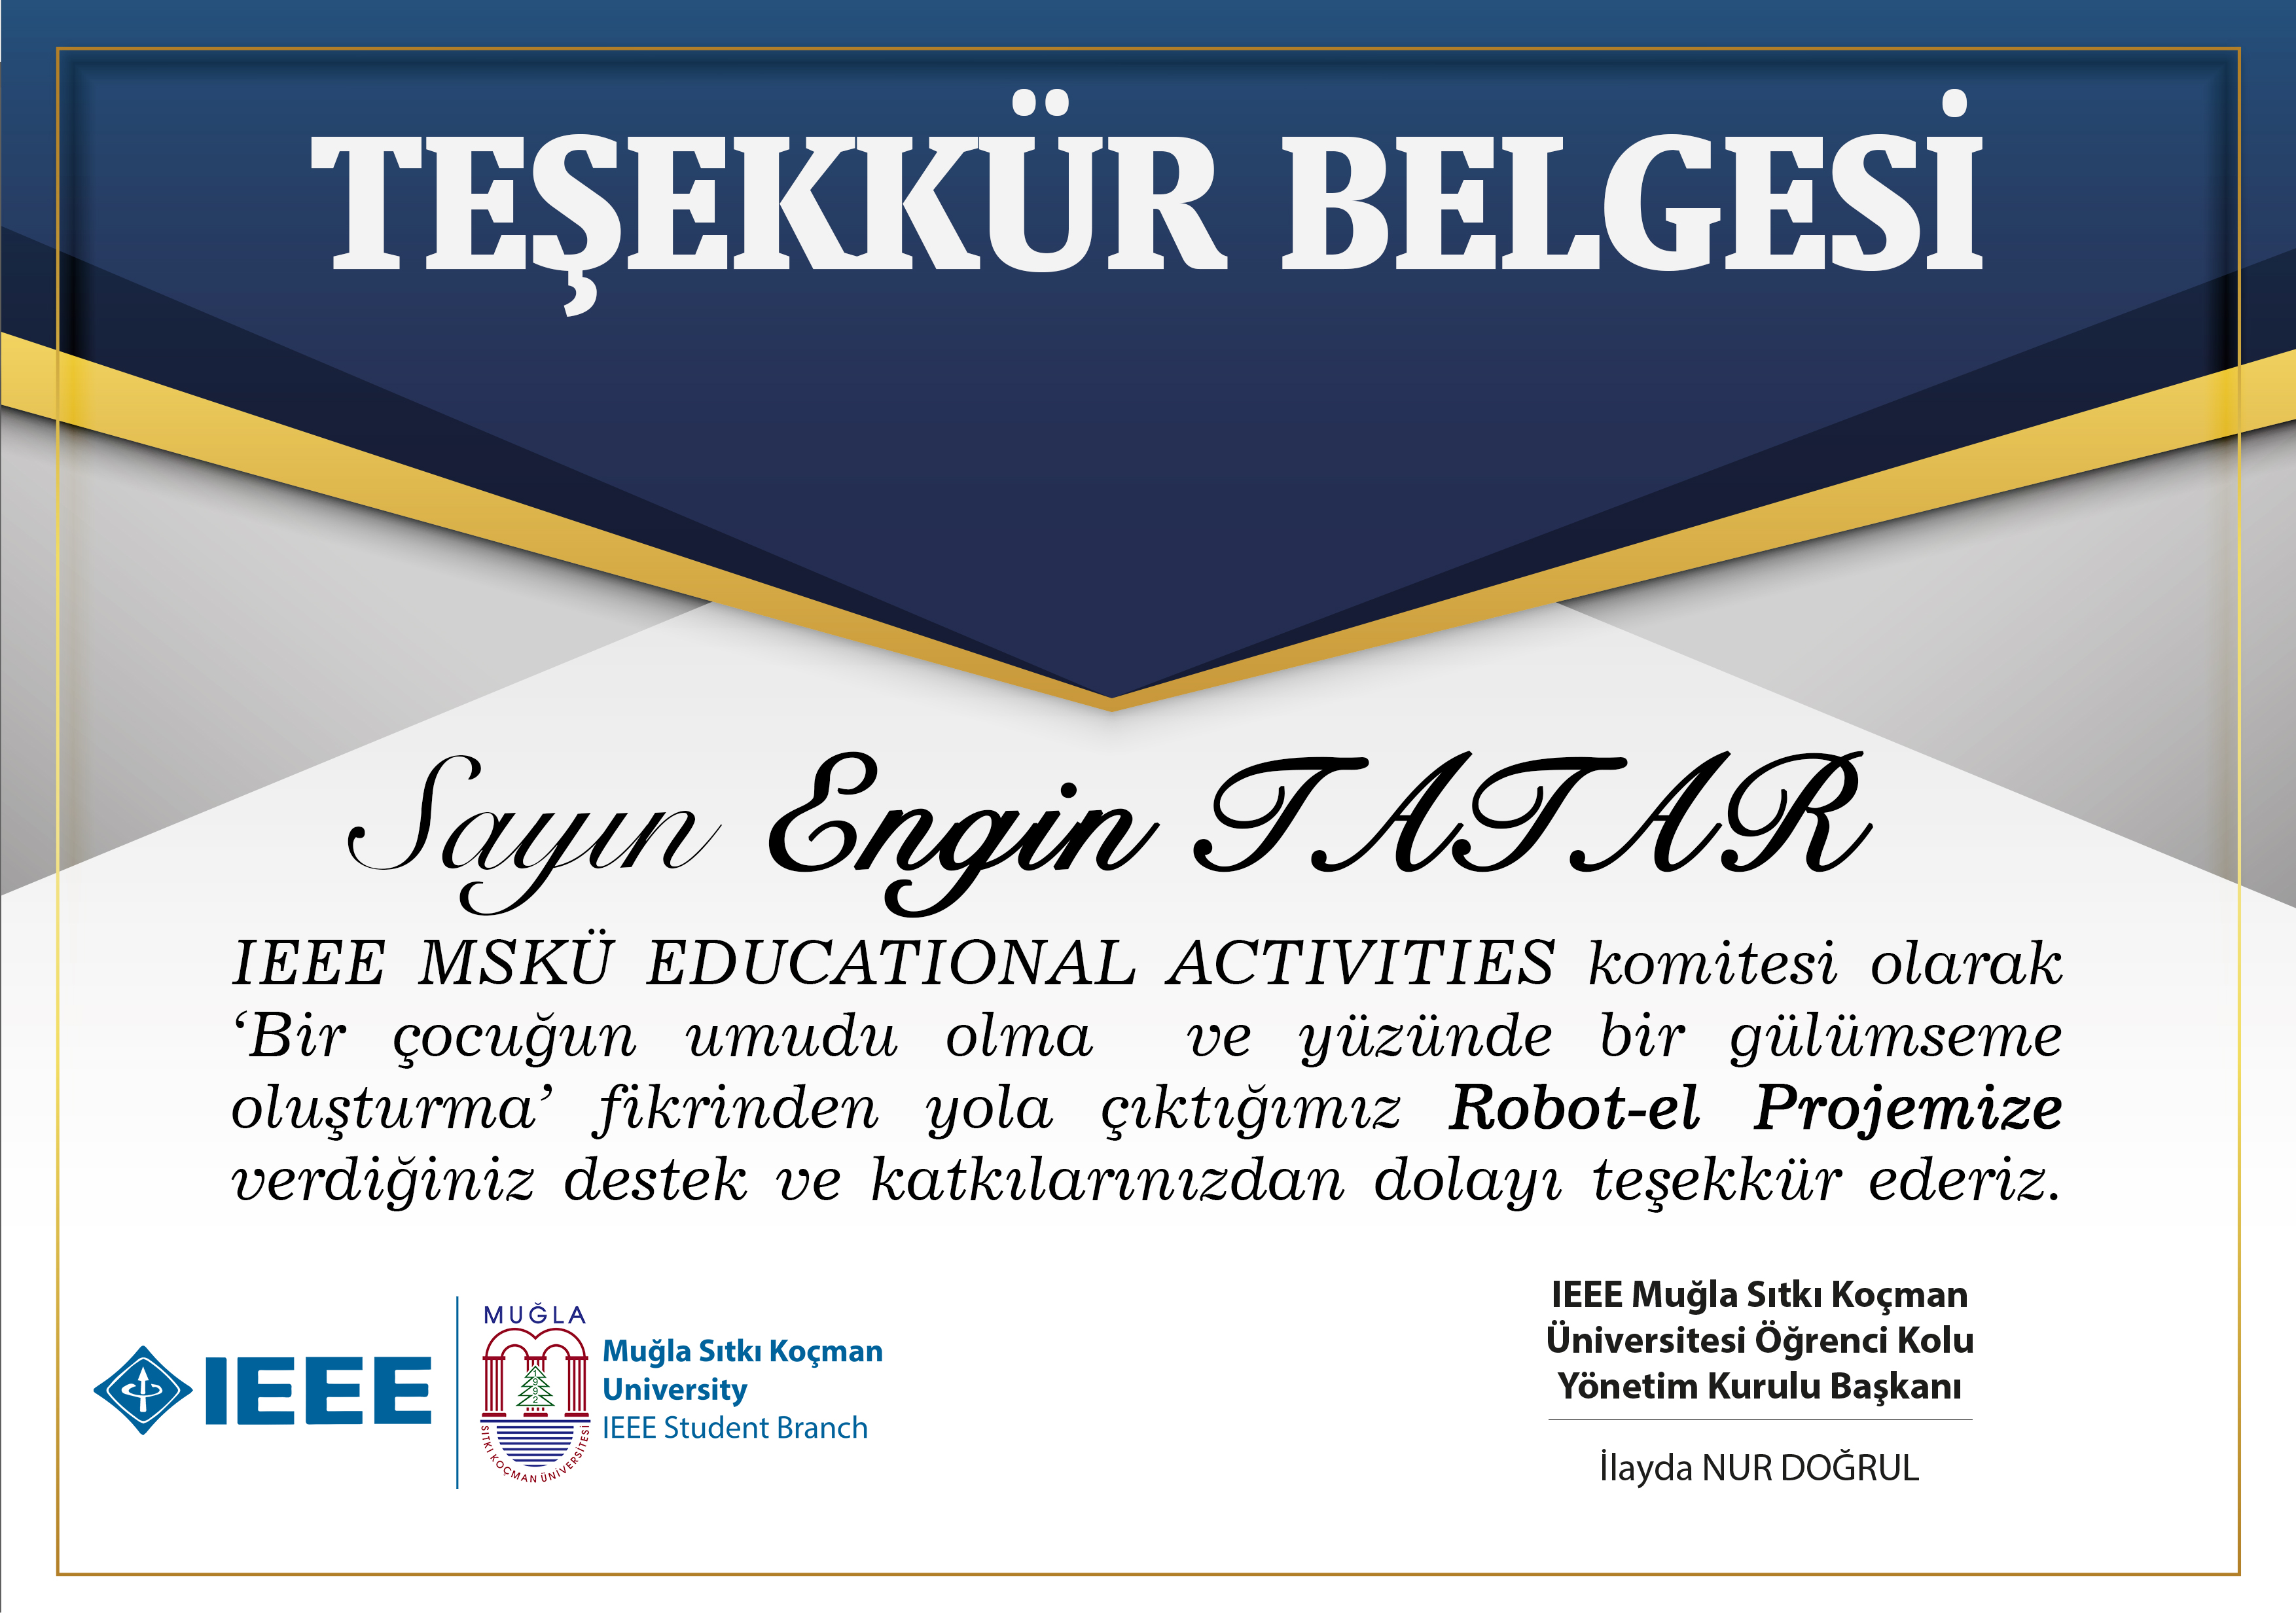 TEŞEKKÜR BELGESİ
Sayın Engin TATAR
IEEE MSKÜ EDUCATIONAL ACTIVITIES komitesi olarak
‘Bir çocuğun umudu olma ve yüzünde bir gülümseme
oluşturma’ fikrinden yola çıktığımız Robot-el Projemize
verdiğiniz destek ve katkılarınızdan dolayı teşekkür ederiz.
IEEE
MUĞLA
1992
SITKI KOÇMAN ÜNİVERSİTESİ
Muğla Sıtkı Koçman
University
IEEE Student Branch
IEEE Muğla Sıtkı Koçman
Üniversitesi Öğrenci Kolu
Yönetim Kurulu Başkanı
İlayda NUR DOĞRUL